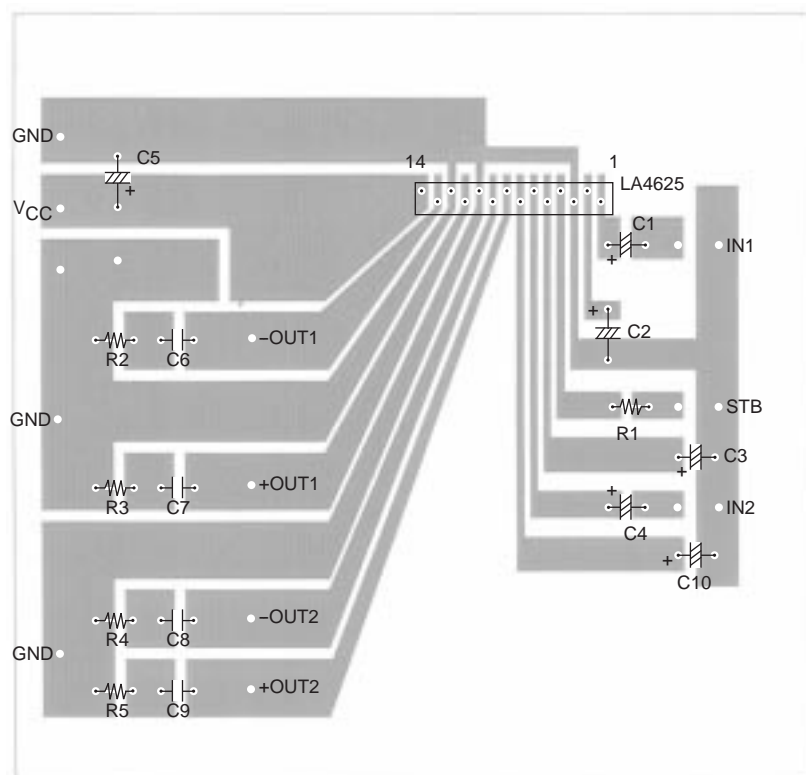 GND
C5
+
VCC
14
1
LA4625
C1
+
IN1
+
C2
R2
C6
−OUT1
GND
R1
STB
R3
C7
+OUT1
+
C3
+
C4
IN2
+
C10
R4
C8
−OUT2
GND
R5
C9
+OUT2